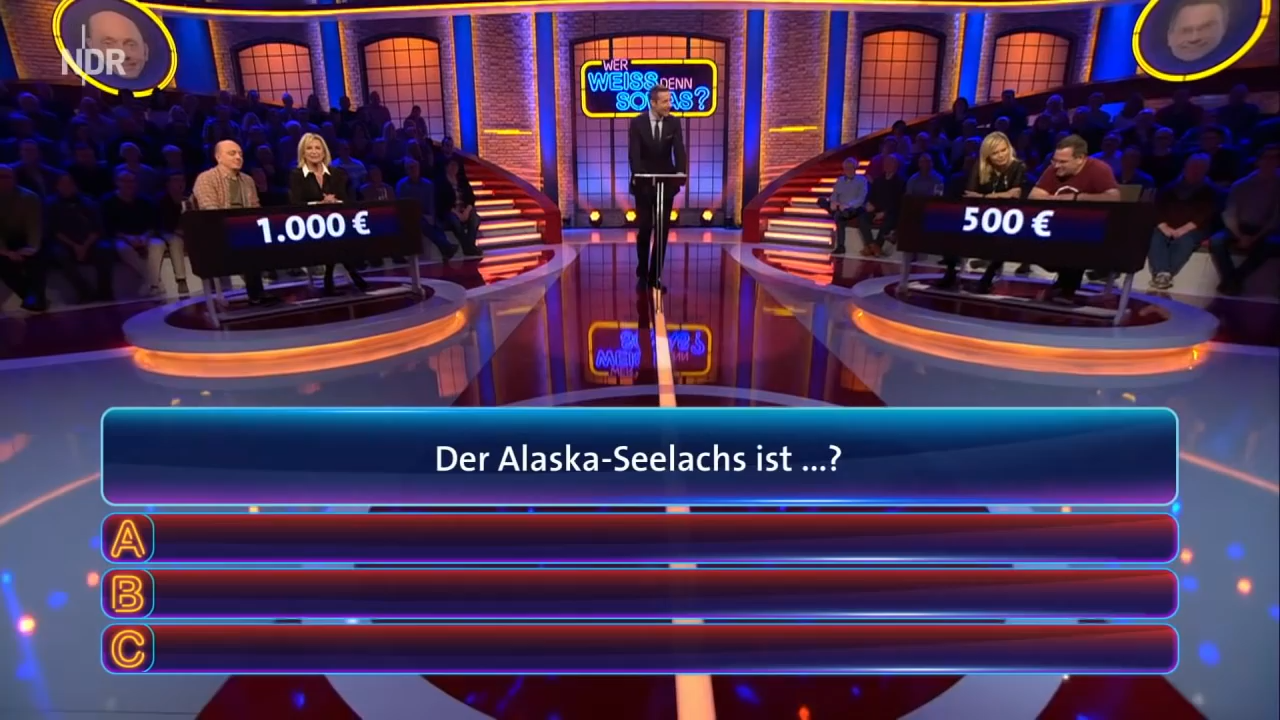 NDR
WER
WEISS DENN
SOWAS?
1.000 €
500 €
Der Alaska-Seelachs ist ...?
A
B
C